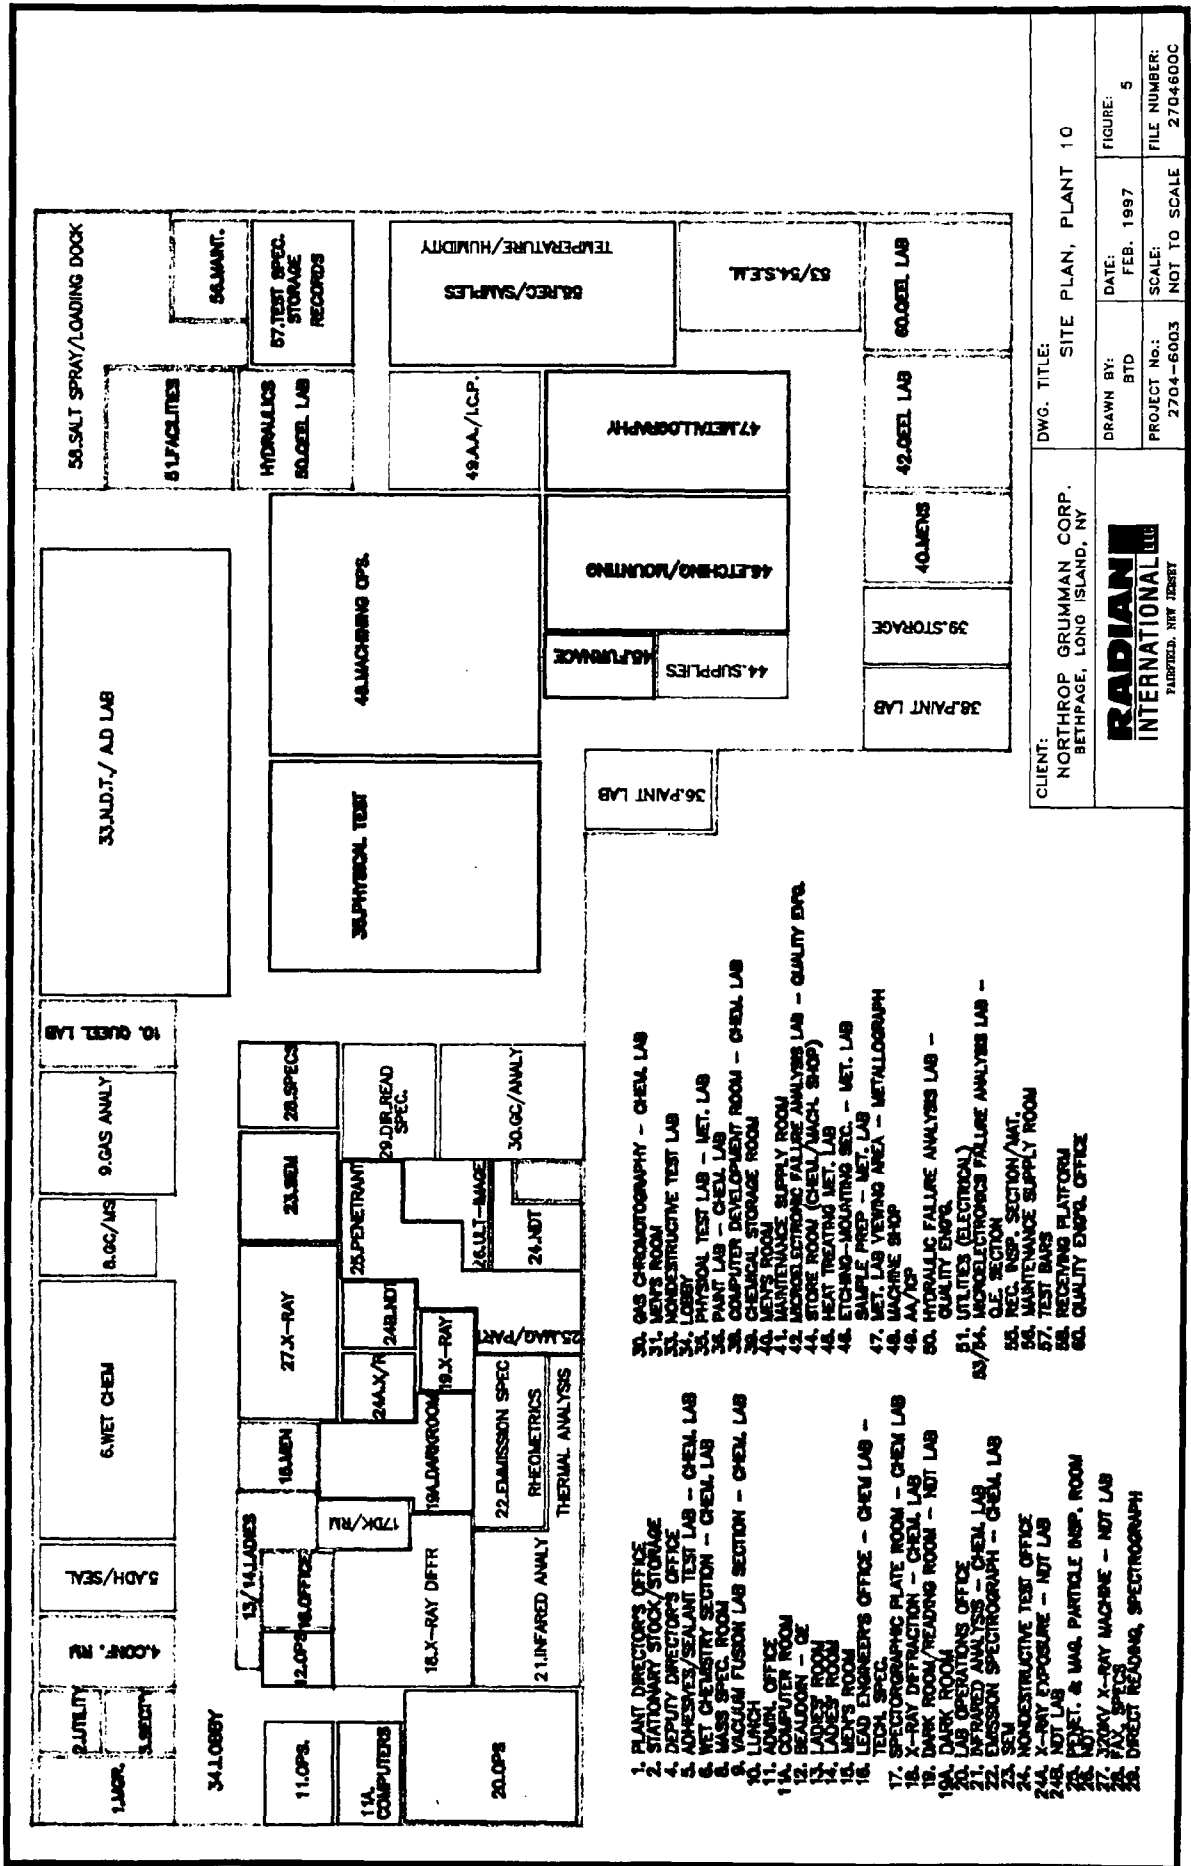 58.SALT SPRAY/LOADING DOCK
56.MAINT.
57.TEST SPEC.
STORAGE
RECORDS
51.FACILITIES
HYDRAULICS
50.QEEL LAB
TEMPERATURE/HUMIDITY
55.REC/SAMPLES
53/54.S.E.M.
60.QEEL LAB
49.A.A./I.C.P.
47.METALLOGRAPHY
42.QEEL LAB
33.N.D.T./ A.D LAB
48.MACHINING OPS.
46.ETCHING/MOUNTING
40.MENS
45.FURNACE
44.SUPPLIES
39.STORAGE
38.PAINT LAB
35.PHYSICAL TEST
36.PAINT LAB
10. QUEEL LAB
9.GAS ANALY
8.GC/MS
6.WET CHEM
5.ADH/SEAL
4.CONF. RM
2.UTILITY
3.SECTY
1.MGR.
28.SPECS
29.DIR.READ
SPEC.
30.GC/ANALY
23.SEM
25.PENETRANT
26.ULT-IMAGE
24.NDT
27.X-RAY
24B.NDT
24A.X/R
19.X-RAY
25.MAG/PART
15.MEN
19A.DARKROOM
22.EMMISSION SPEC
RHEOMETRICS
THERMAL ANALYSIS
13/14.LADIES
17DK/RM
16.OFFICE
12.OPS
18.X-RAY DIFR
21.INFARED ANALY
34.LOBBY
11.OPS.
11A.
COMPUTERS
20.OPS
1. PLANT DIRECTOR'S OFFICE
2. STATIONARY STOCK/STORAGE
4. DEPUTY DIRECTOR'S OFFICE
5. ADHESIVES/SEALANT TEST LAB - CHEM. LAB
6. WET CHEMISTRY SECTION - CHEM. LAB
8. MASS SPEC. ROOM
9. VACUUM FUSION LAB SECTION - CHEM. LAB
10. LUNCH
11. ADMIN. OFFICE
11A. COMPUTER ROOM
12. BEAUDOIN - QE
13. LADIES' ROOM
14. LADIES' ROOM
15. MEN'S ROOM
16. LEAD ENGINEER'S OFFICE - CHEM LAB -
TECH. SPEC.
17. SPECTORGRAPHIC PLATE ROOM - CHEM LAB
18. X-RAY DIFFRACTION - CHEM. LAB
19. DARK ROOM/READING ROOM - NDT LAB
19A. DARK ROOM
20. LAB OPERATIONS OFFICE
21. INFRARED ANALYSIS - CHEM. LAB
22. EMISSION SPECTROGRAPH - CHEM. LAB
23. SEM
24. NONDESTRUCTIVE TEST OFFICE
24A. X-RAY EXPOSURE - NDT LAB
24B. NDT LAB
25. PENET. & MAG. PARTICLE INSP. ROOM
26. NDT
27. 320KV X-RAY MACHINE - NDT LAB
28. FAX, SPECS
29. DIRECT READING, SPECTROGRAPH
30. GAS CHROMOTOGRAPHY - CHEM. LAB
31. MEN'S ROOM
33. NONDESTRUCTIVE TEST LAB
34. LOBBY
35. PHYSICAL TEST LAB - MET. LAB
36. PAINT LAB - CHEM. LAB
38. COMPUTER DEVELOPMENT ROOM - CHEM. LAB
39. CHEMICAL STORAGE ROOM
40. MEN'S ROOM
41. MAINTENANCE SUPPLY ROOM
42. MICROELECTRONIC FAILURE ANALYSIS LAB - QUALITY ENFG.
44. STORE ROOM (CHEM./MACH. SHOP)
45. HEAT TREATING MET. LAB
46. ETCHING-MOUNTING SEC. - MET. LAB
SAMPLE PREP - MET. LAB
47. MET. LAB VIEWING AREA - METALLOGRAPH
48. MACHINE SHOP
49. AA/ICP
50. HYDRAULIC FAILURE ANALYSIS LAB -
QUALITY ENG'G.
51. UTILITIES (ELECTRICAL)
53/54. MICROELECTRONICS FAILURE ANALYSIS LAB -
Q.E. SECTION
55. REC. INSP. SECTION/MAT.
56. MAINTENANCE SUPPLY ROOM
57. TEST BARS
58. RECEIVING PLATFORM
60. QUALITY ENG'G. OFFICE
CLIENT:
NORTHROP GRUMMAN CORP.
BETHPAGE, LONG ISLAND, NY
RADIAN
INTERNATIONAL LLC
FAIRFIELD, NEW JERSEY
DWG. TITLE:
SITE PLAN, PLANT 10
DRAWN BY:
BTD
DATE:
FEB. 1997
FIGURE:
5
PROJECT No.:
2704-6003
SCALE:
NOT TO SCALE
FILE NUMBER:
2704600C